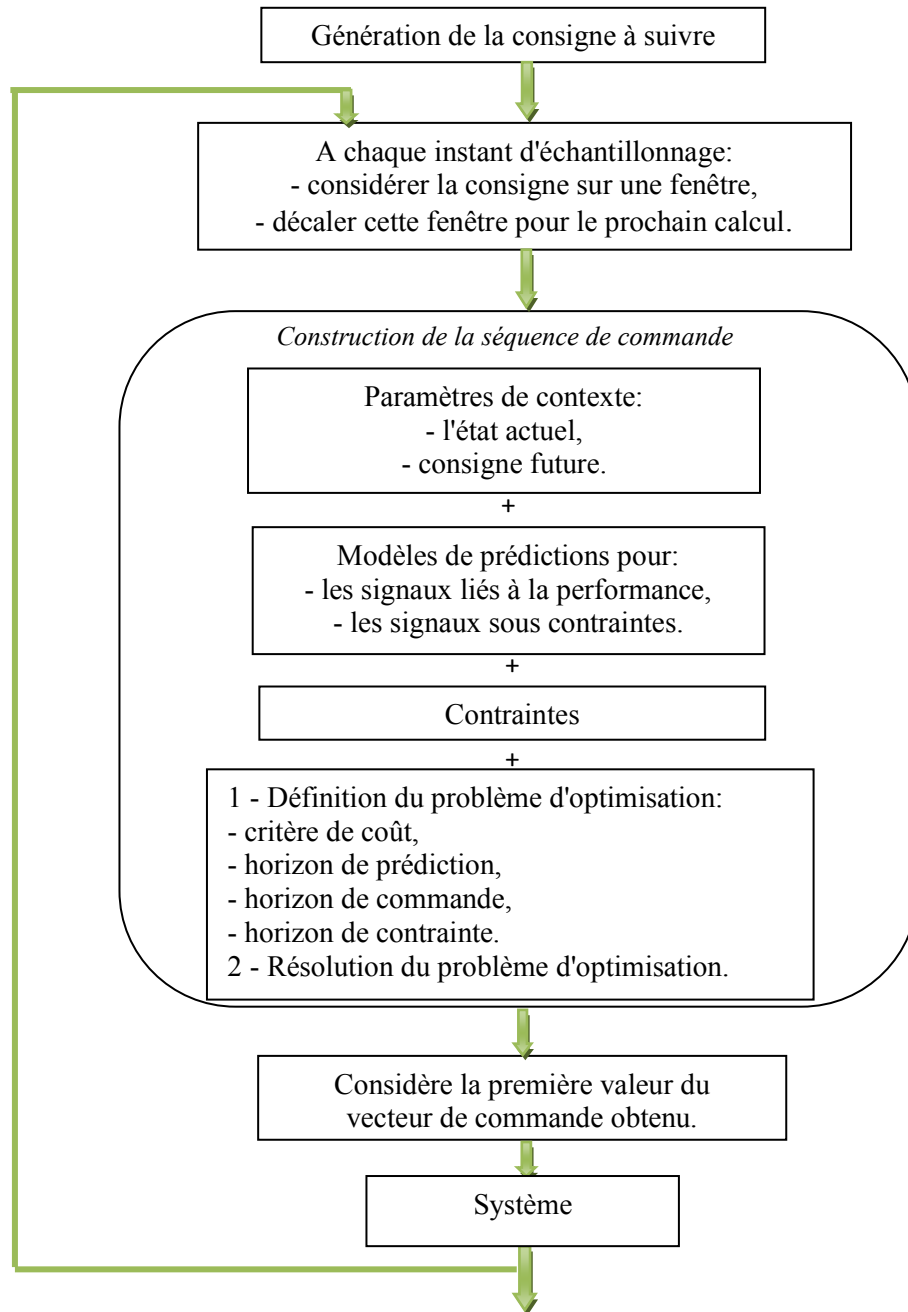 Génération de la consigne à suivre
A chaque instant d'échantillonnage:
- considérer la consigne sur une fenêtre,
- décaler cette fenêtre pour le prochain calcul.
Construction de la séquence de commande
Paramètres de contexte:
- l'état actuel,
- consigne future.
+
Modèles de prédictions pour:
- les signaux liés à la performance,
- les signaux sous contraintes.
+
Contraintes
+
1 - Définition du problème d'optimisation:
- critère de coût,
- horizon de prédiction,
- horizon de commande,
- horizon de contrainte.
2 - Résolution du problème d'optimisation.
Considère la première valeur du
vecteur de commande obtenu.
Système